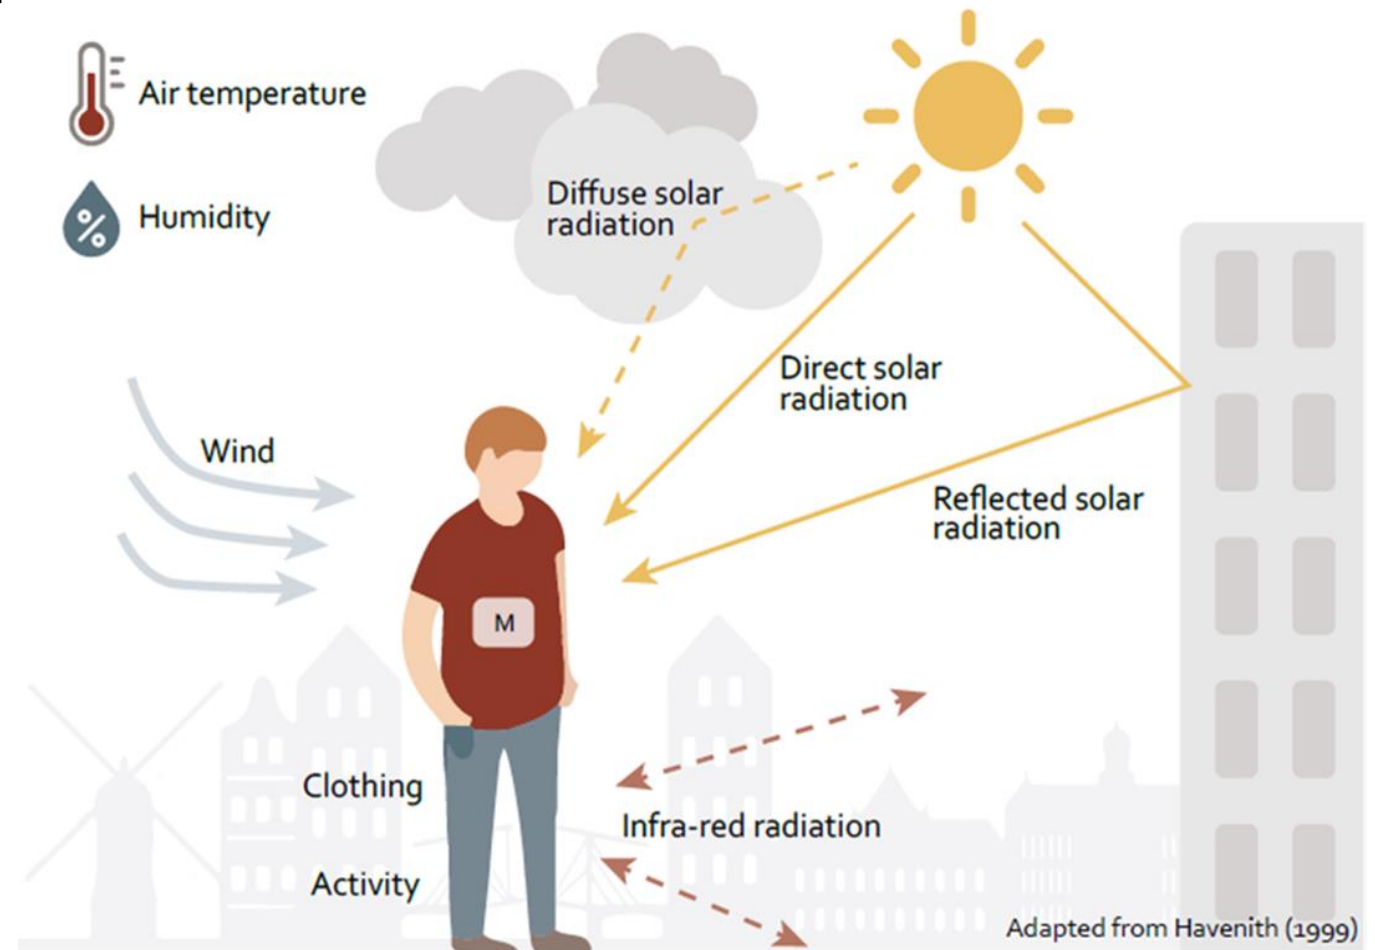 Air temperature
Humidity
Diffuse solar
radiation
Direct solar
radiation
Wind
Reflected solar
radiation
M
Clothing
Infra-red radiation
Activity
Adapted from Havenith (1999)
%